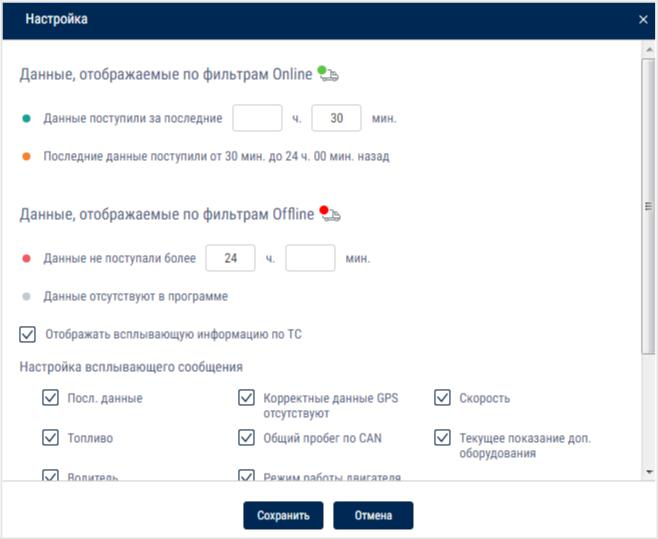 Настройка
Данные, отображаемые по фильтрам Online
Данные поступили за последние ч. 30 мин.
Последние данные поступили от 30 мин. до 24 ч. 00 мин. назад
Данные, отображаемые по фильтрам Offline
Данные не поступали более 24 ч. мин.
Данные отсутствуют в программе
Отображать всплывающую информацию по ТС
Настройка всплывающего сообщения
Посл. данные
Корректные данные GPS
отсутствуют
Скорость
Топливо
Общий пробег по CAN
Текущее показание доп.
оборудования
Водитель
Режим работы двигателя
Сохранить
Отмена